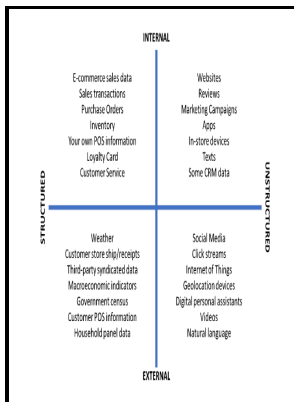 INTERNAL
E-commerce sales data
Sales transactions
Purchase Orders
Inventory
Your own POS information
Loyalty Card
Customer Service
Websites
Reviews
Marketing Campaigns
Apps
In-store devices
Texts
Some CRM data
STRUCTURED
UNSTRUCTURED
Weather
Customer store ship/receipts
Third-party syndicated data
Macroeconomic indicators
Government census
Customer POS information
Household panel data
Social Media
Click streams
Internet of Things
Geolocation devices
Digital personal assistants
Videos
Natural language
EXTERNAL